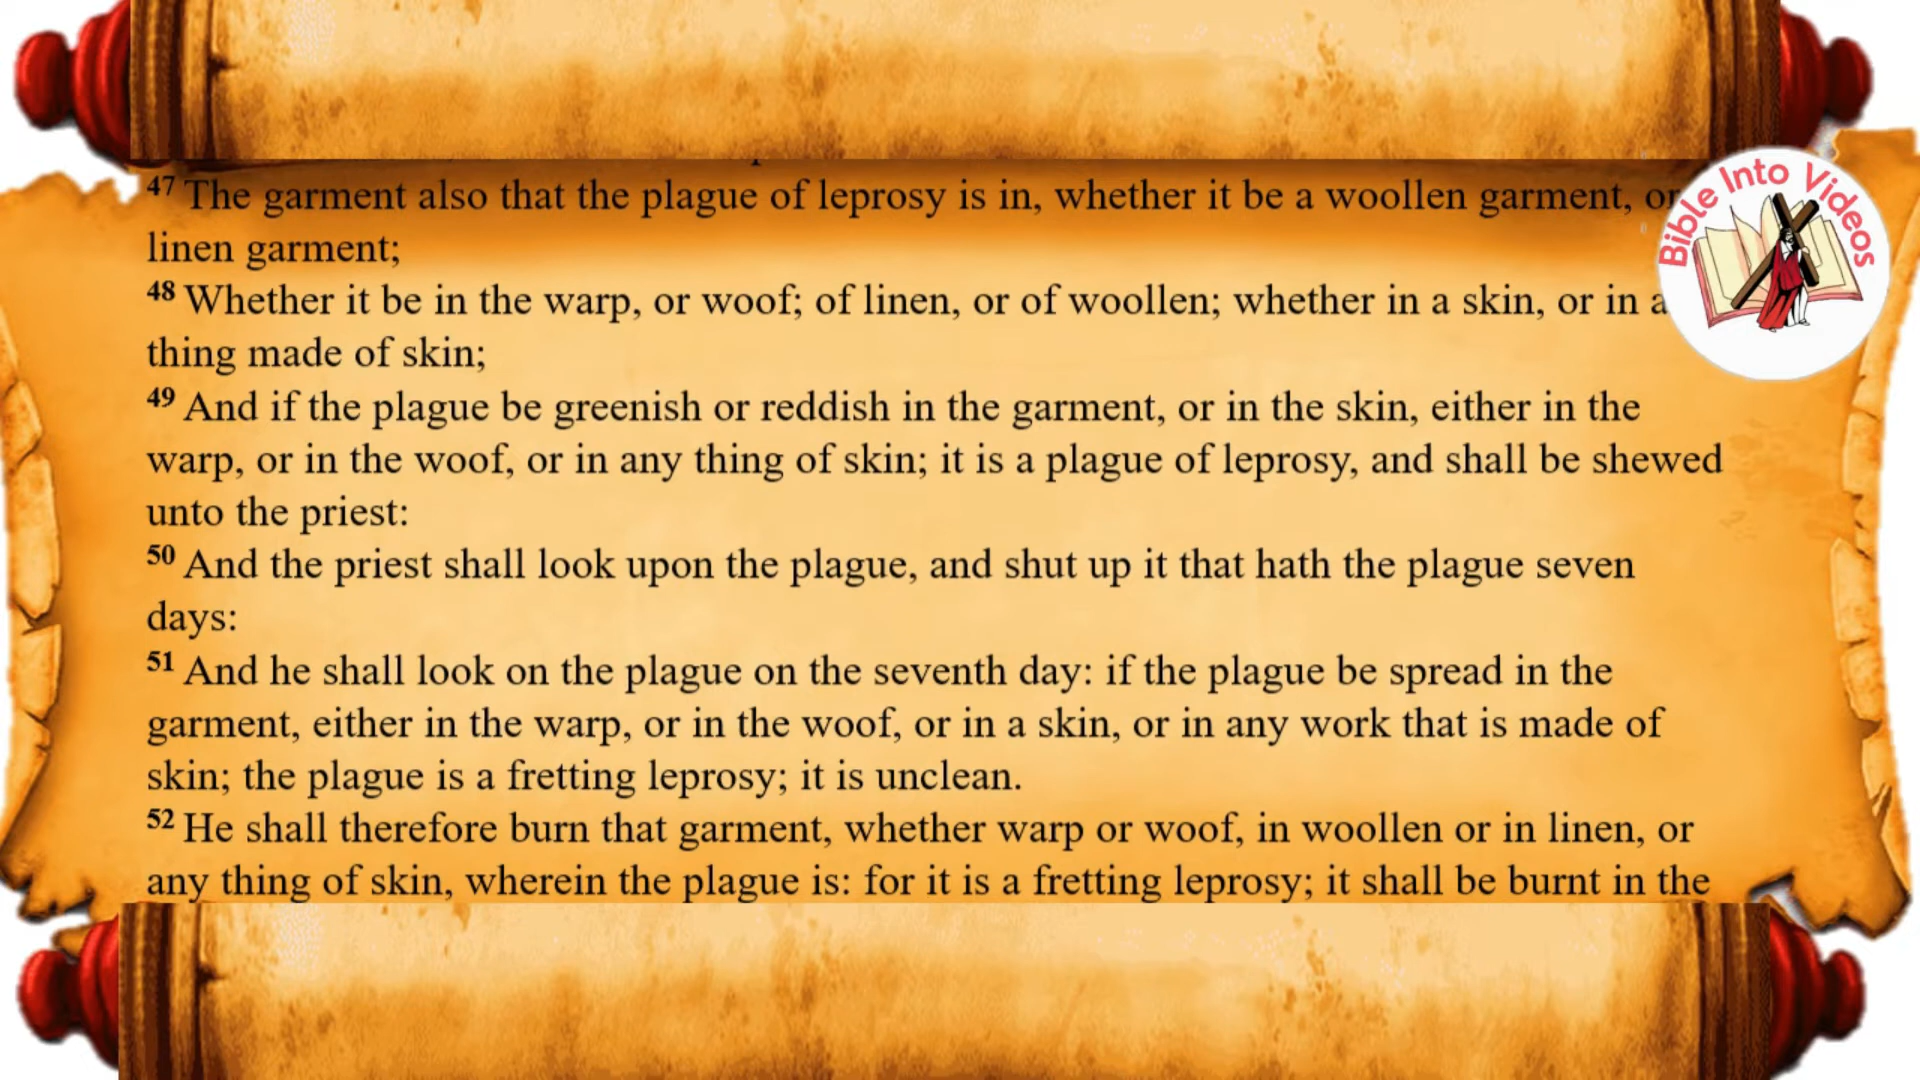 47 The garment also that the plague of leprosy is in, whether it be a woollen garment, or
linen garment;
48 Whether it be in the warp, or woof; of linen, or of woollen; whether in a skin, or in a
thing made of skin;
49 And if the plague be greenish or reddish in the garment, or in the skin, either in the
warp, or in the woof, or in any thing of skin; it is a plague of leprosy, and shall be shewed
unto the priest:
50 And the priest shall look upon the plague, and shut up it that hath the plague seven
days:
51 And he shall look on the plague on the seventh day: if the plague be spread in the
garment, either in the warp, or in the woof, or in a skin, or in any work that is made of
skin; the plague is a fretting leprosy; it is unclean.
52 He shall therefore burn that garment, whether warp or woof, in woollen or in linen, or
any thing of skin, wherein the plague is: for it is a fretting leprosy; it shall be burnt in the
Bible Into Videos